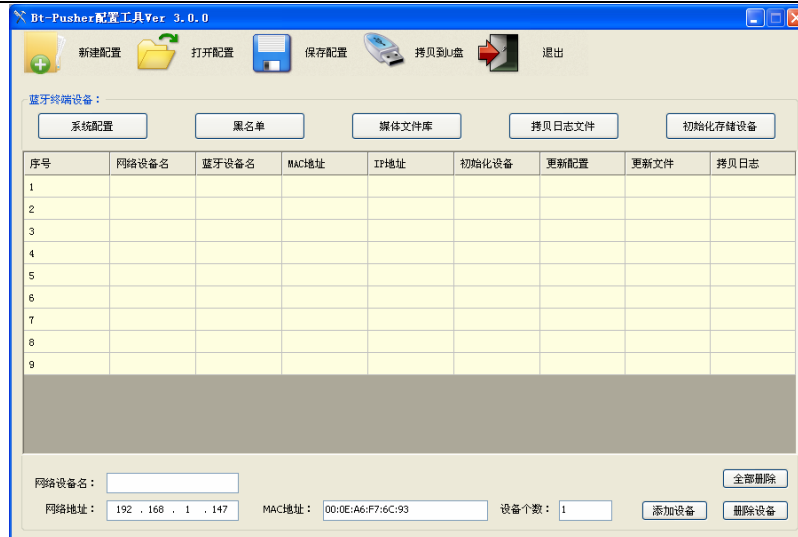 Bt-Pusher配置工具Ver 3.0.0
新建配置 打开配置 保存配置 拷贝到U盘 退出
蓝牙终端设备：
系统配置 黑名单 媒体文件库 拷贝日志文件 初始化存储设备
序号 网络设备名 蓝牙设备名 MAC地址 IP地址 初始化设备 更新配置 更新文件 拷贝日志
1
2
3
4
5
6
7
8
9
全部删除
网络设备名：
网络地址： 192 . 168 . 1 . 147 MAC地址： 00:0E:A6:F7:6C:93 设备个数： 1 添加设备 删除设备